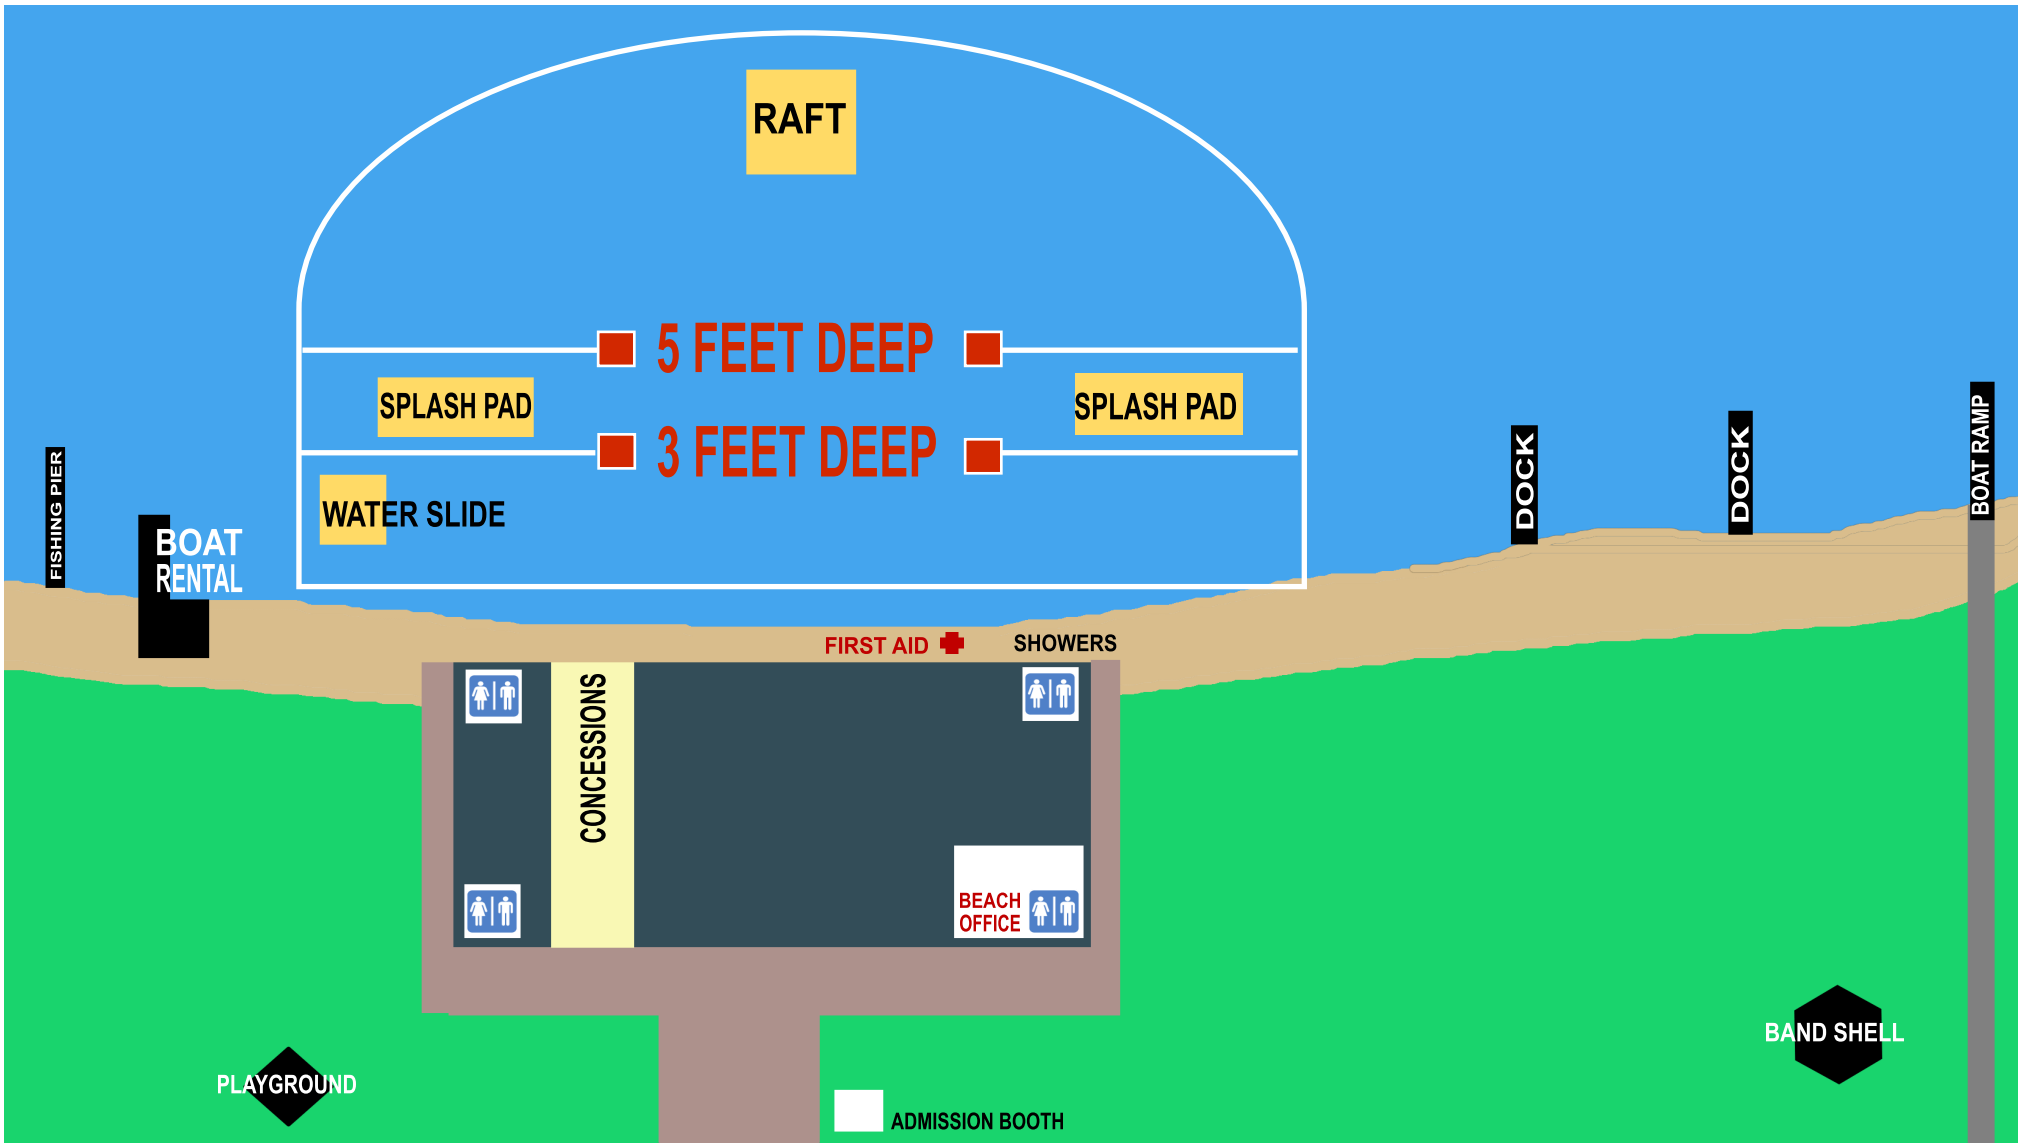 RAFT
5 FEET DEEP
SPLASH PAD
SPLASH PAD
3 FEET DEEP
WATER SLIDE
FISHING PIER
BOAT
RENTAL
DOCK
DOCK
BOAT RAMP
FIRST AID
SHOWERS
CONCESSIONS
BEACH
OFFICE
PLAYGROUND
BAND SHELL
ADMISSION BOOTH